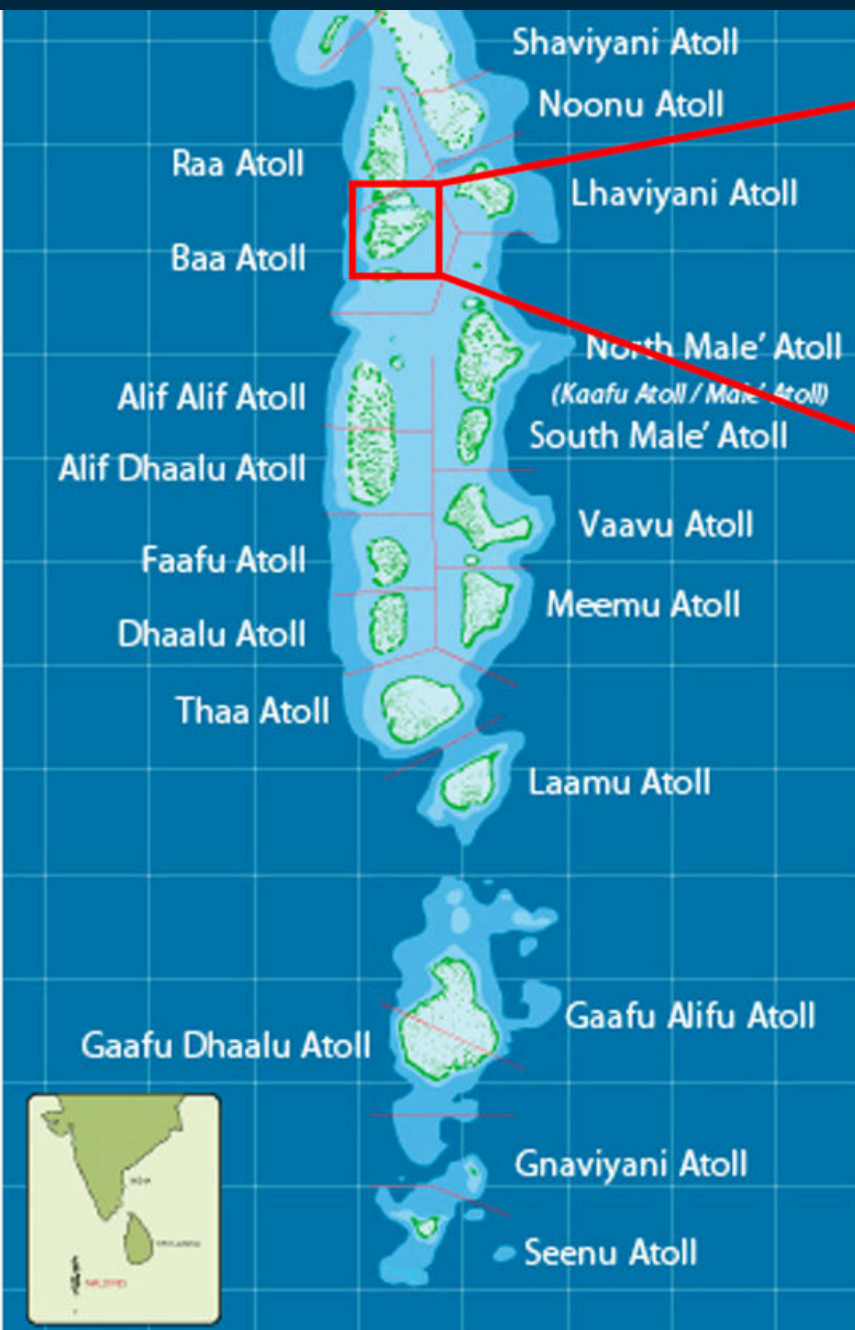 Shaviyani Atoll
Noonu Atoll
Raa Atoll
Lhaviyani Atoll
Baa Atoll
North Male' Atoll
(Kaafu Atoll / Male' Atoll)
Alif Alif Atoll
South Male' Atoll
Alif Dhaalu Atoll
Vaavu Atoll
Faafu Atoll
Meemu Atoll
Dhaalu Atoll
Thaa Atoll
Laamu Atoll
Gaafu Alifu Atoll
Gaafu Dhaalu Atoll
Gnaviyani Atoll
INDIA
Seenu Atoll
MALDIVES